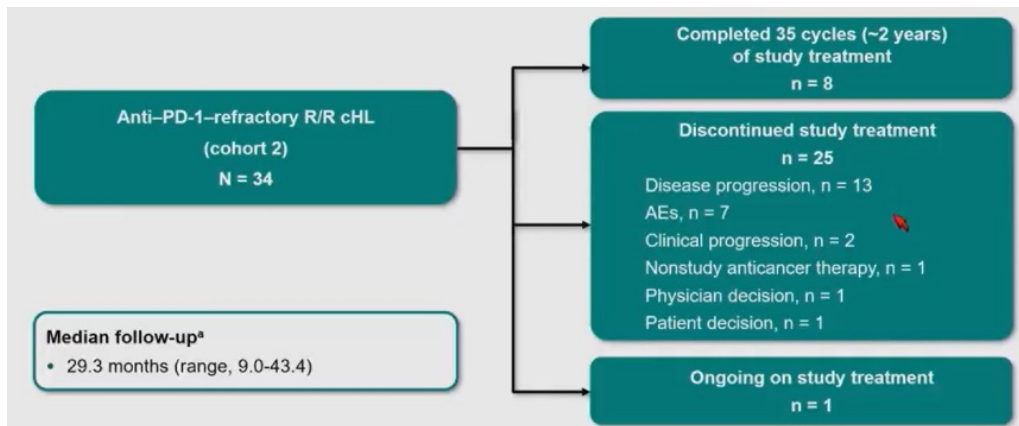 Anti–PD-1–refractory R/R cHL
(cohort 2)
N = 34
Median follow-upª
• 29.3 months (range, 9.0-43.4)
Completed 35 cycles (~2 years)
of study treatment
n = 8
Discontinued study treatment
n = 25
Disease progression, n = 13
AEs, n = 7
Clinical progression, n = 2
Nonstudy anticancer therapy, n = 1
Physician decision, n = 1
Patient decision, n = 1
Ongoing on study treatment
n = 1